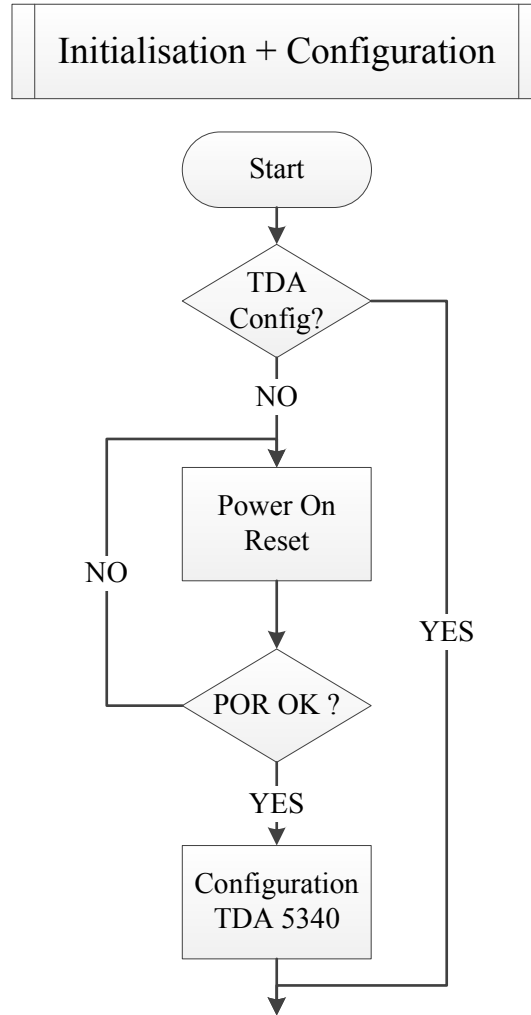 Initialisation + Configuration
Start
TDA
Config?
NO
Power On
Reset
NO
YES
POR OK ?
YES
Configuration
TDA 5340